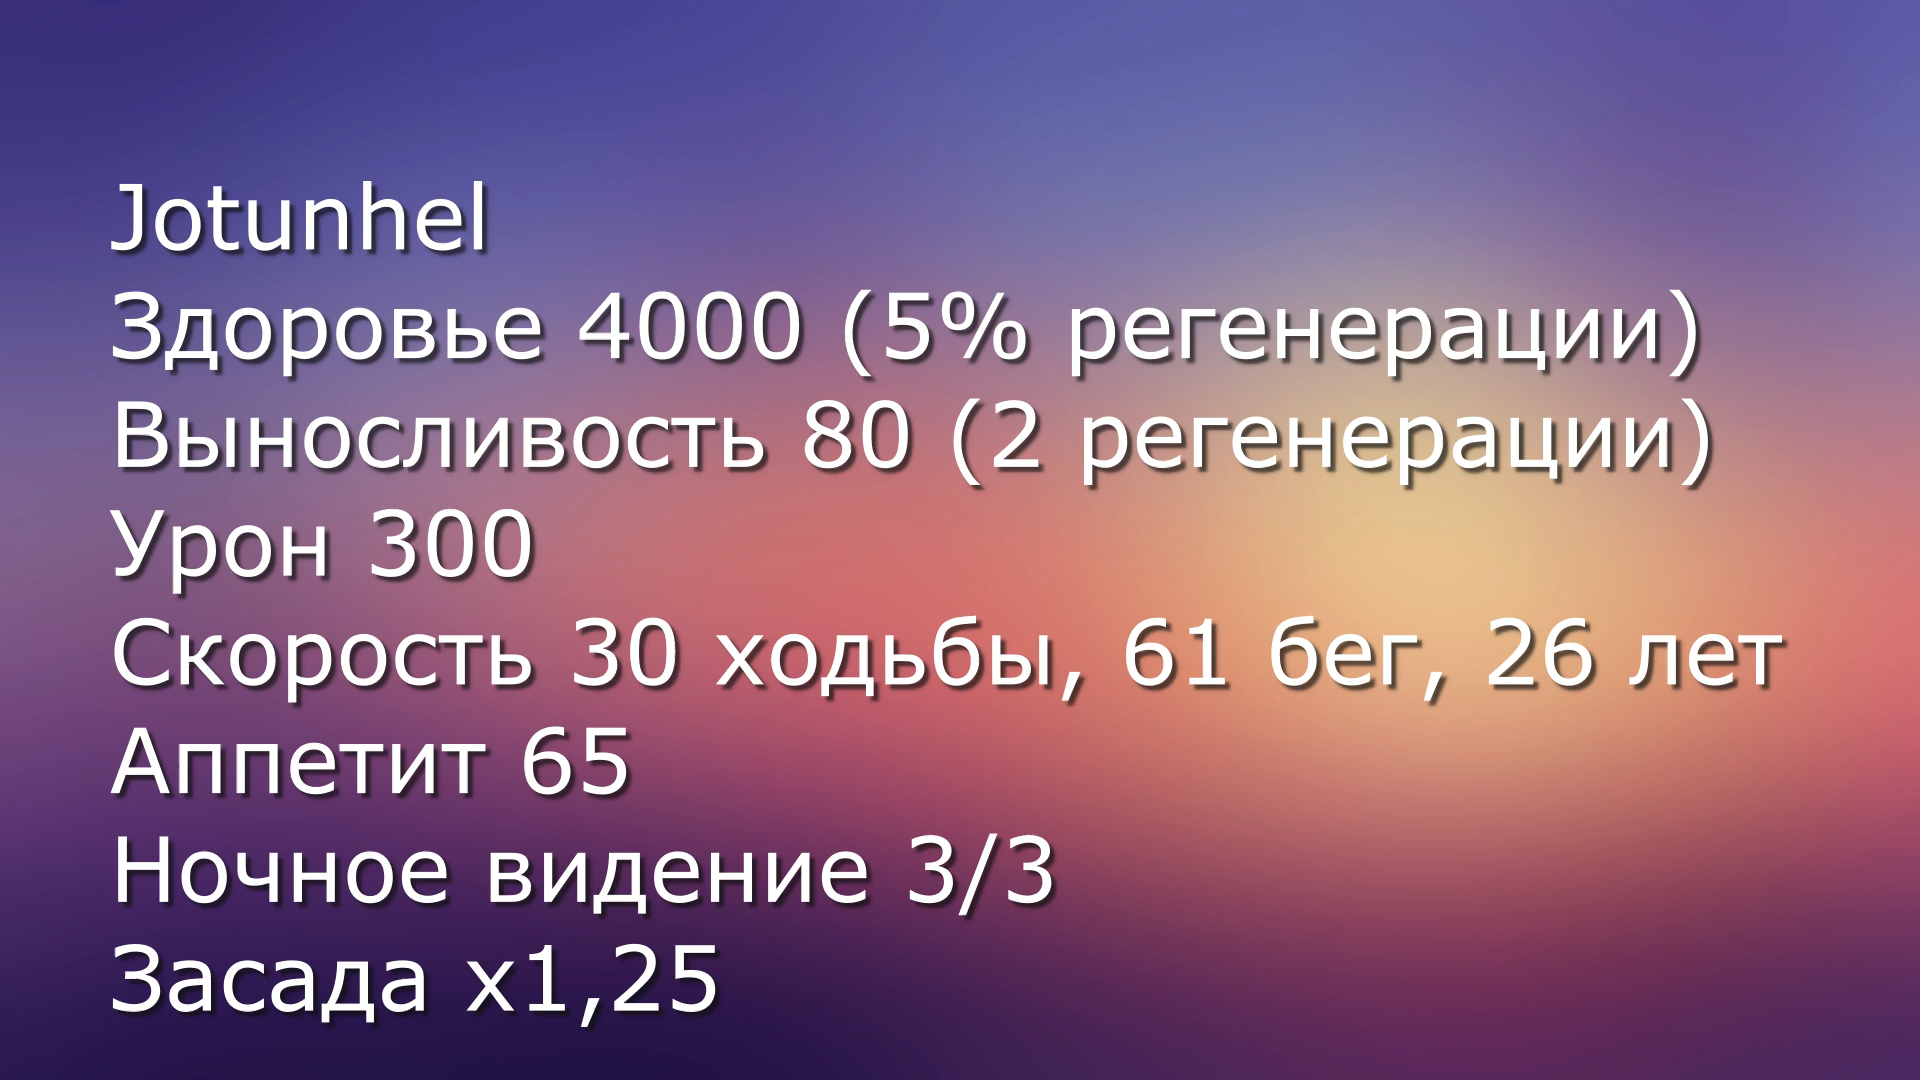 Jotunhel
Здоровье 4000 (5% регенерации)
Выносливость 80 (2 регенерации)
Урон 300
Скорость 30 ходьбы, 61 бег, 26 лет
Аппетит 65
Ночное видение 3/3
Засада x1,25